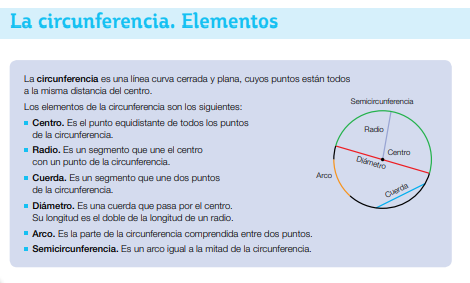 La circunferencia. Elementos
La circunferencia es una línea curva cerrada y plana, cuyos puntos están todos
a la misma distancia del centro.
Los elementos de la circunferencia son los siguientes:
Centro. Es el punto equidistante de todos los puntos
de la circunferencia.
Radio. Es un segmento que une el centro
con un punto de la circunferencia.
Cuerda. Es un segmento que une dos puntos
de la circunferencia.
Diámetro. Es una cuerda que pasa por el centro.
Su longitud es el doble de la longitud de un radio.
Arco. Es la parte de la circunferencia comprendida entre dos puntos.
Semicircunferencia. Es un arco igual a la mitad de la circunferencia.
Semicircunferencia
Radio
Centro
Diámetro
Arco
Cuerda